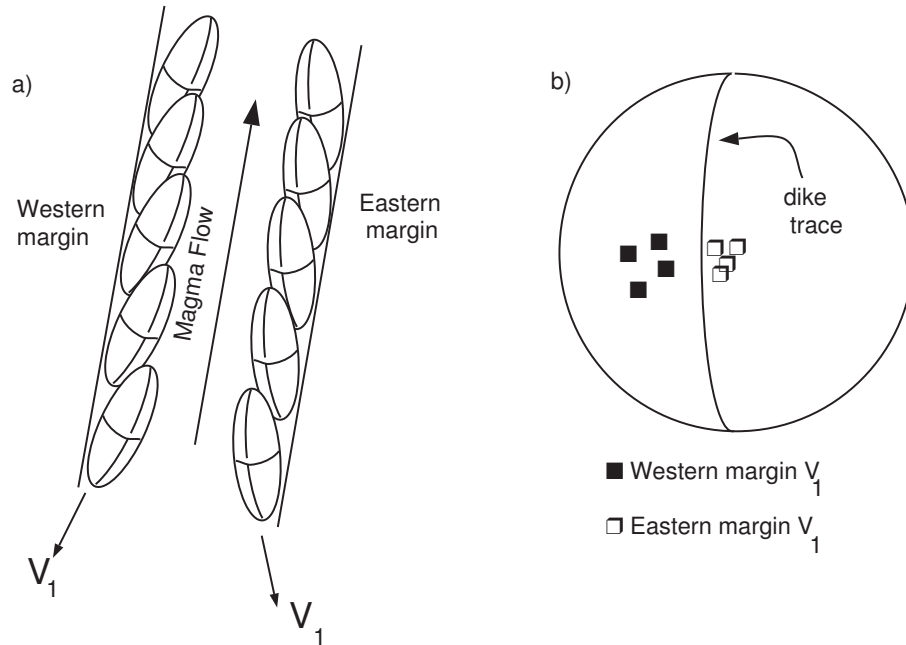 a)
Western
margin
Magma Flow
Eastern
margin
V1
V1
b)
dike
trace
Western margin V1
Eastern margin V1